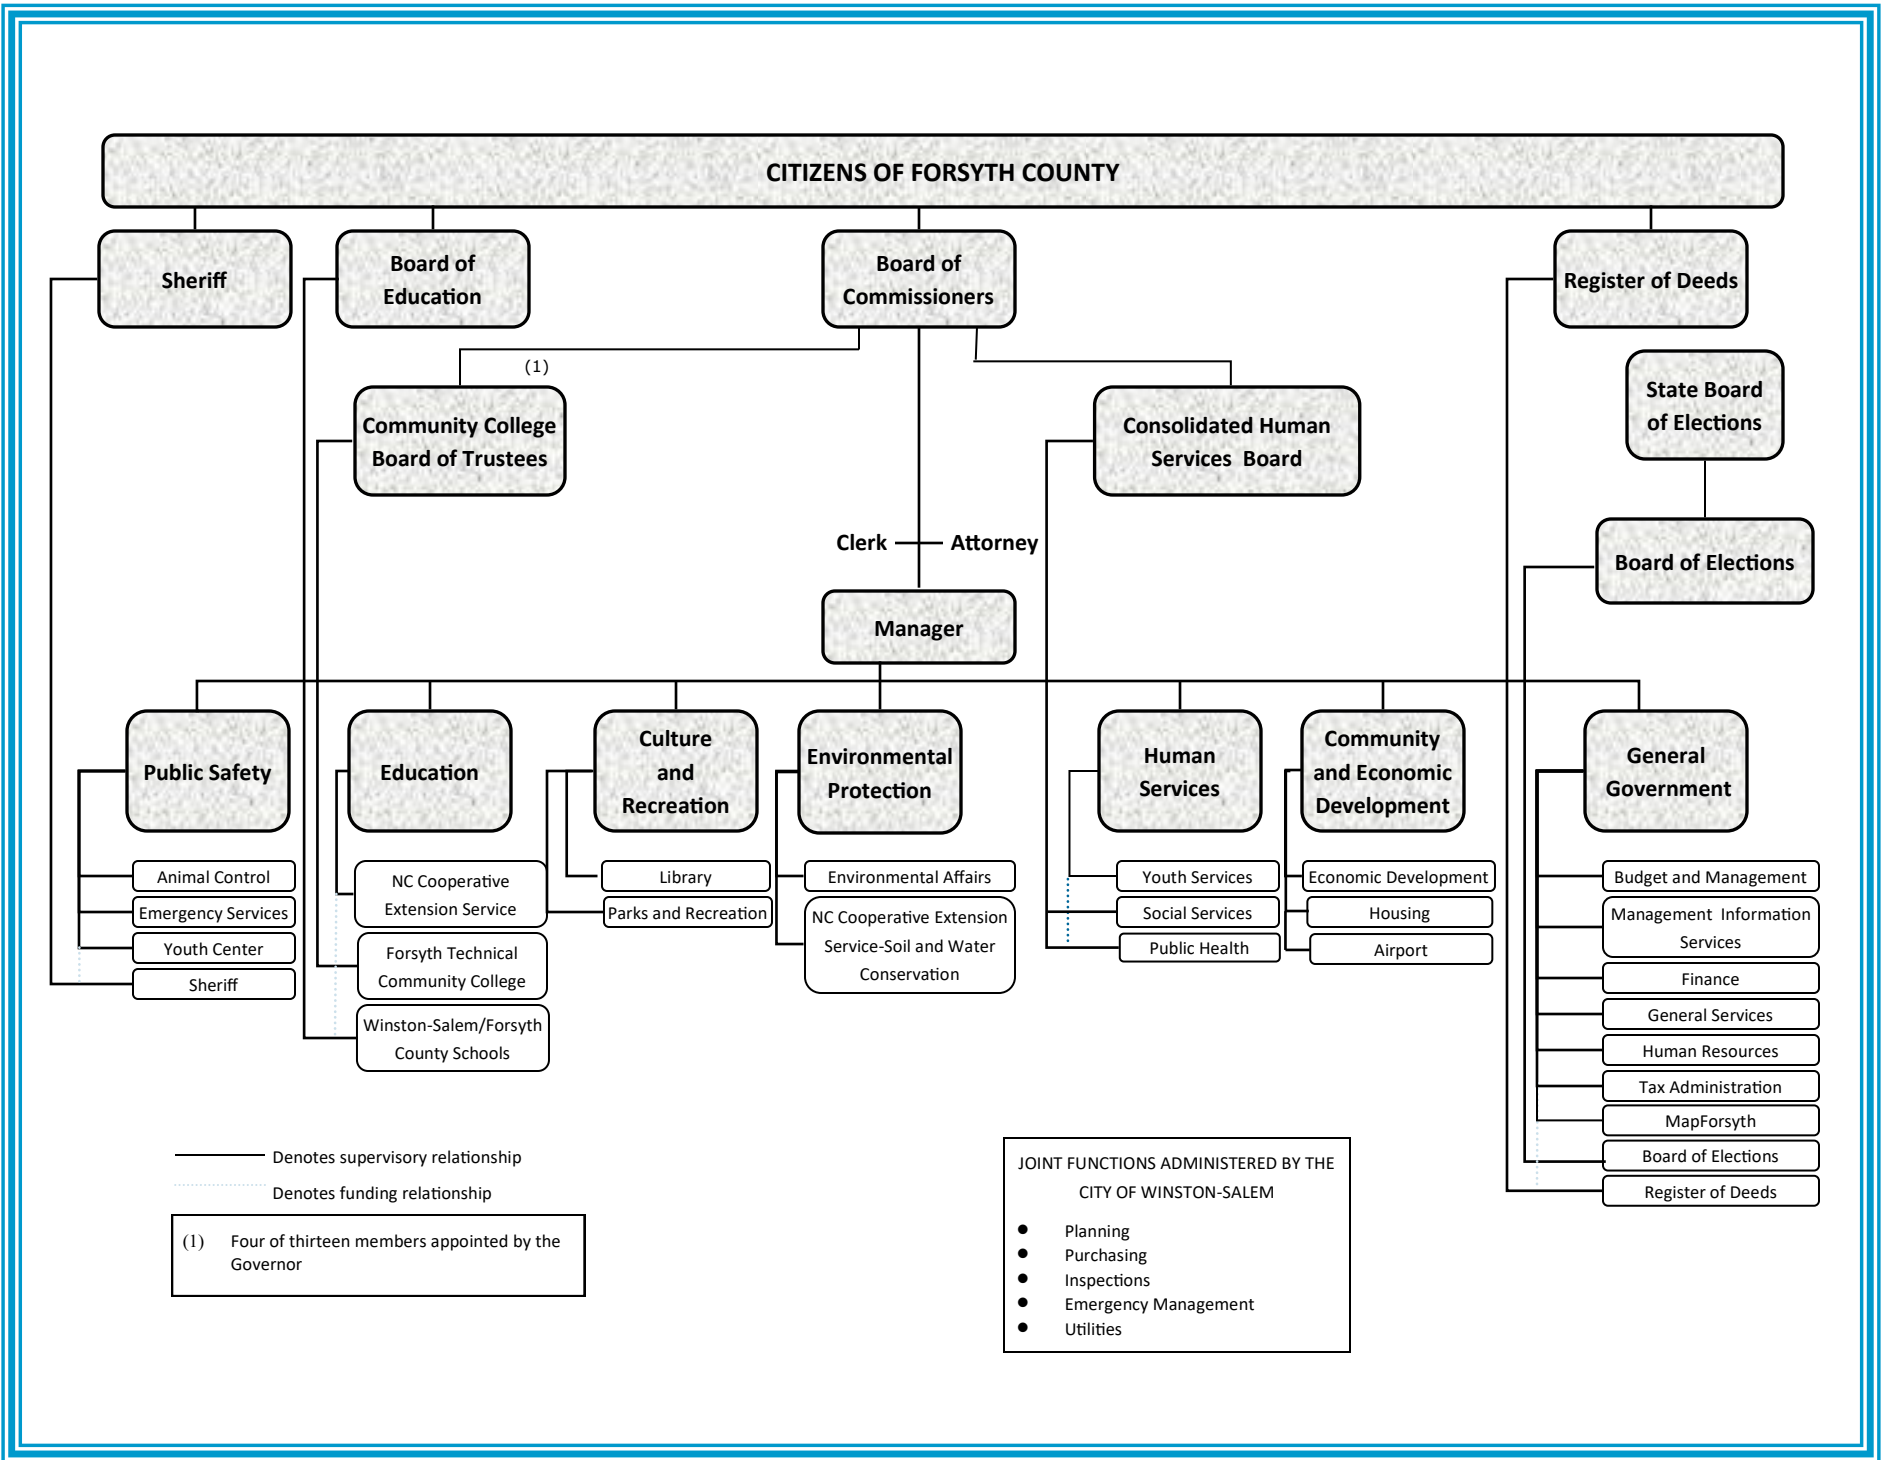 CITIZENS OF FORSYTH COUNTY
Sheriff
Board of
Education
Board of
Commissioners
Register of Deeds
(1)
Community College
Board of Trustees
Consolidated Human
Services Board
State Board
of Elections
Clerk
Attorney
Board of Elections
Manager
Public Safety
Education
Culture
and
Recreation
Environmental
Protection
Human
Services
Community
and Economic
Development
General
Government
Animal Control
Emergency Services
Youth Center
Sheriff
NC Cooperative
Extension Service
Forsyth Technical
Community College
Winston-Salem/Forsyth
County Schools
Library
Parks and Recreation
Environmental Affairs
NC Cooperative Extension
Service-Soil and Water
Conservation
Youth Services
Social Services
Public Health
Economic Development
Housing
Airport
Budget and Management
Management Information
Services
Finance
General Services
Human Resources
Tax Administration
MapForsyth
Board of Elections
Register of Deeds
Denotes supervisory relationship
Denotes funding relationship
(1) Four of thirteen members appointed by the
Governor
JOINT FUNCTIONS ADMINISTERED BY THE
CITY OF WINSTON-SALEM
● Planning
● Purchasing
● Inspections
● Emergency Management
● Utilities